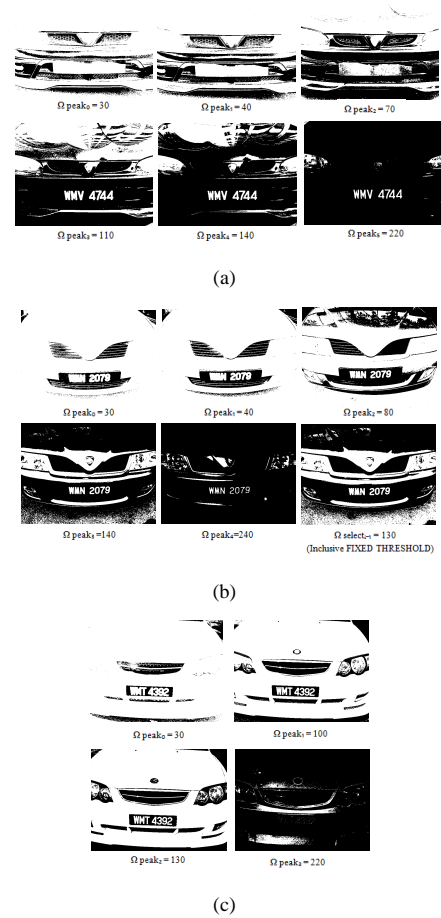 Ω peak₀ = 30
Ω peak₁ = 40
Ω peak₂ = 70
WMV 4744
WMV 4744
WMV 4744
Ω peak₃ = 110
Ω peak₄ = 140
Ω peak₅ = 220
(a)
WMN 2079
WMN 2079
WMN 2079
Ω peak₀ = 30
Ω peak₁ = 40
Ω peak₂ = 80
WMN 2079
WMN 2079
WMN 2079
Ω peak₃ =140
Ω peak₄=240
Ω selectₜ₌₁ = 130
(Inclusive FIXED THRESHOLD)
(b)
WMT 4392
WMT 4392
Ω peak₀ = 30
Ω peak₁ = 100
WMT 4392
Ω peak₂ = 130
Ω peak₃ = 220
(c)